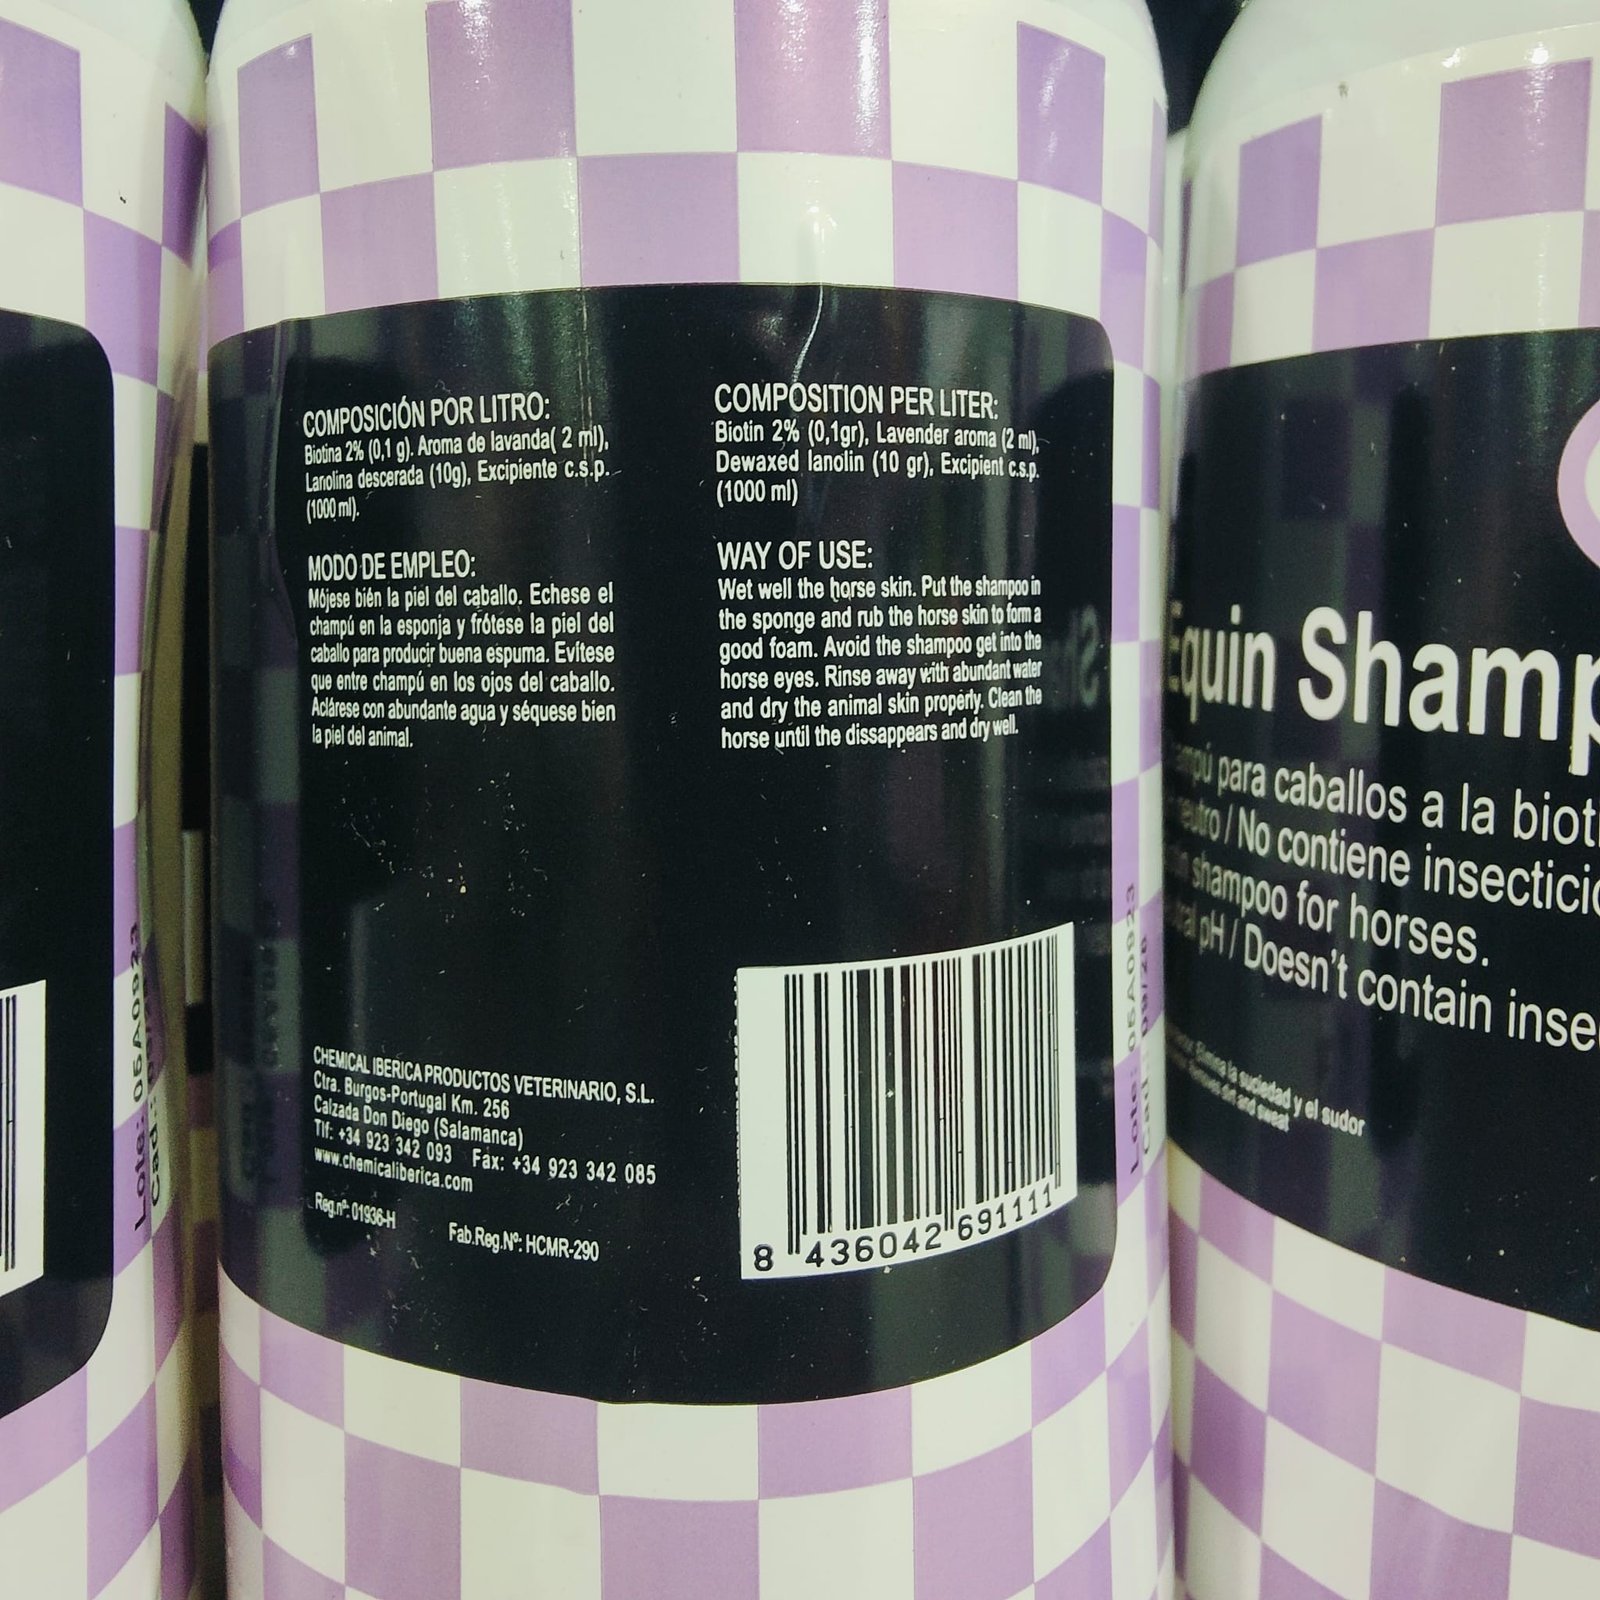 COMPOSICIÓN POR LITRO:
Biotina 2% (0,1 g). Aroma de lavanda( 2 ml),
Lanolina descerada (10g), Excipiente c.s.p.
(1000 ml).
MODO DE EMPLEO:
Mójese bién la piel del caballo. Echese el
champú en la esponja y frótese la piel del
caballo para producir buena espuma. Evítese
que entre champú en los ojos del caballo.
Aclárese con abundante agua y séquese bien
la piel del animal.
COMPOSITION PER LITER:
Biotin 2% (0,1gr), Lavender aroma (2 ml),
Dewaxed lanolin (10 gr), Excipient c.s.p.
(1000 ml)
WAY OF USE:
Wet well the horse skin. Put the shampoo in
the sponge and rub the horse skin to form a
good foam. Avoid the shampoo get into the
horse eyes. Rinse away with abundant water
and dry the animal skin properly. Clean the
horse until the dissappears and dry well.
CHEMICAL IBERICA PRODUCTOS VETERINARIO, S.L.
Ctra. Burgos-Portugal Km. 256
Calzada Don Diego (Salamanca)
Tlf: +34 923 342 093 Fax: +34 923 342 085
www.chemicaliberica.com
Reg.nº: 01936-H
Fab.Reg.Nº: HCMR-290
8 436042 691111
Lote: 05A0923
Cad.: 09/26
Lote: 05A0923
Cad.:
Equin Shamp
para caballos a la bioti
/ No contiene insectici
shampoo for horses.
pH / Doesn't contain inse
Elimina la suciedad y el sudor
dirt and sweat